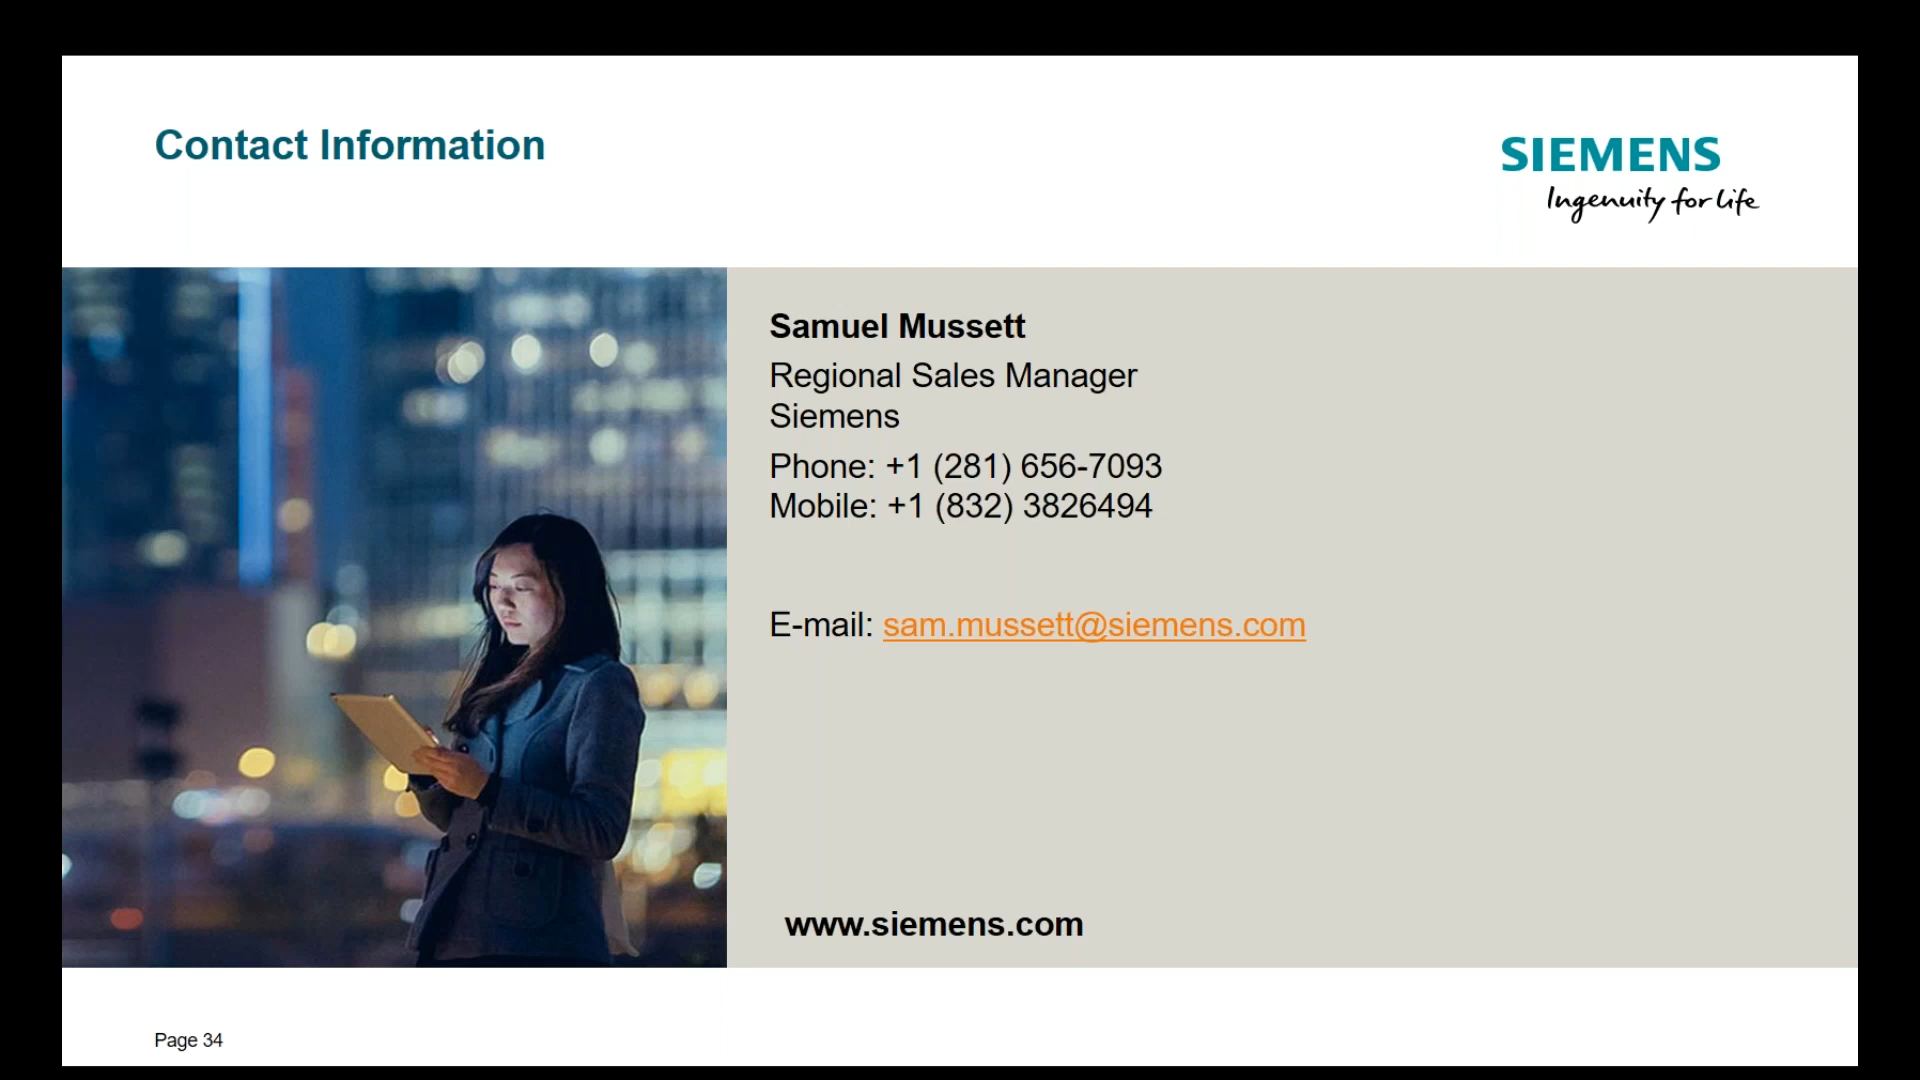 Contact Information
SIEMENS
Ingenuity for life
Samuel Mussett
Regional Sales Manager
Siemens
Phone: +1 (281) 656-7093
Mobile: +1 (832) 3826494
E-mail: sam.mussett@siemens.com
www.siemens.com
Page 34